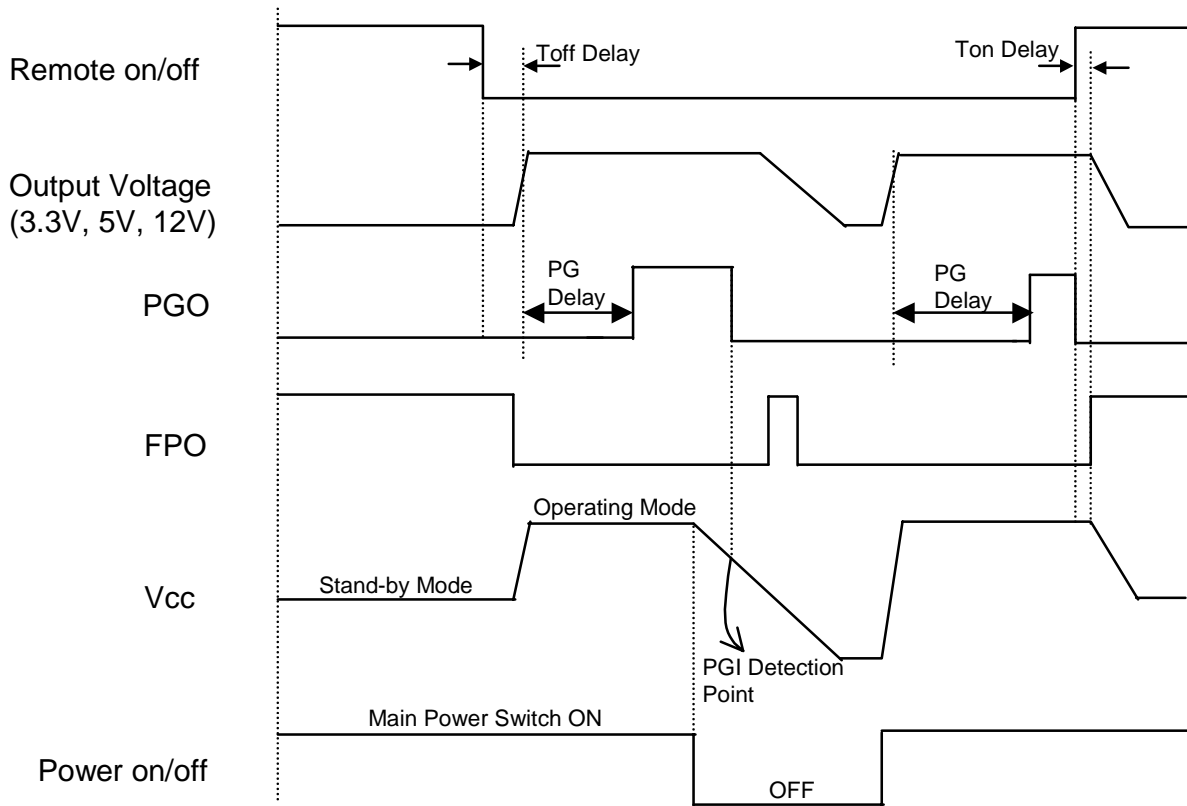 Remote on/off
Toff Delay
Ton Delay
Output Voltage
(3.3V, 5V, 12V)
PGO
PG
Delay
PG
Delay
FPO
Operating Mode
Vcc
Stand-by Mode
PGI Detection
Point
Main Power Switch ON
Power on/off
OFF